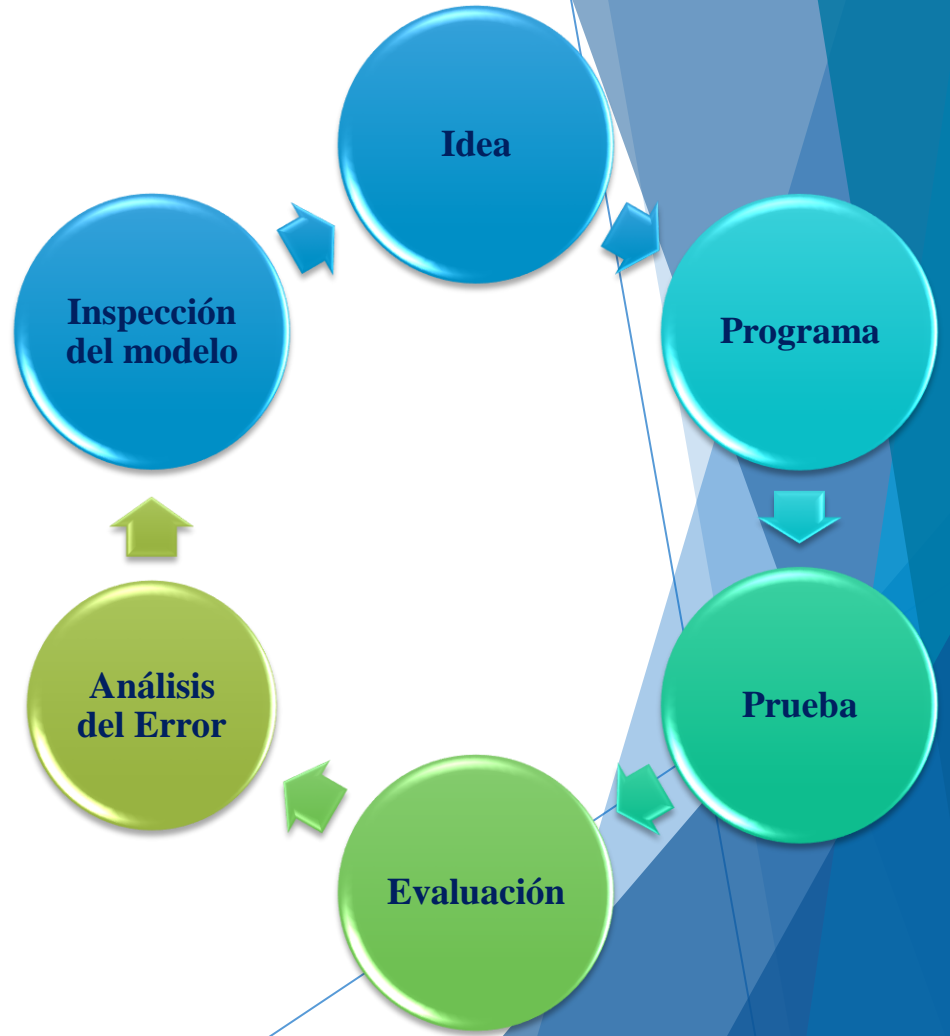 Idea
Programa
Prueba
Evaluación
Análisis
del Error
Inspección
del modelo